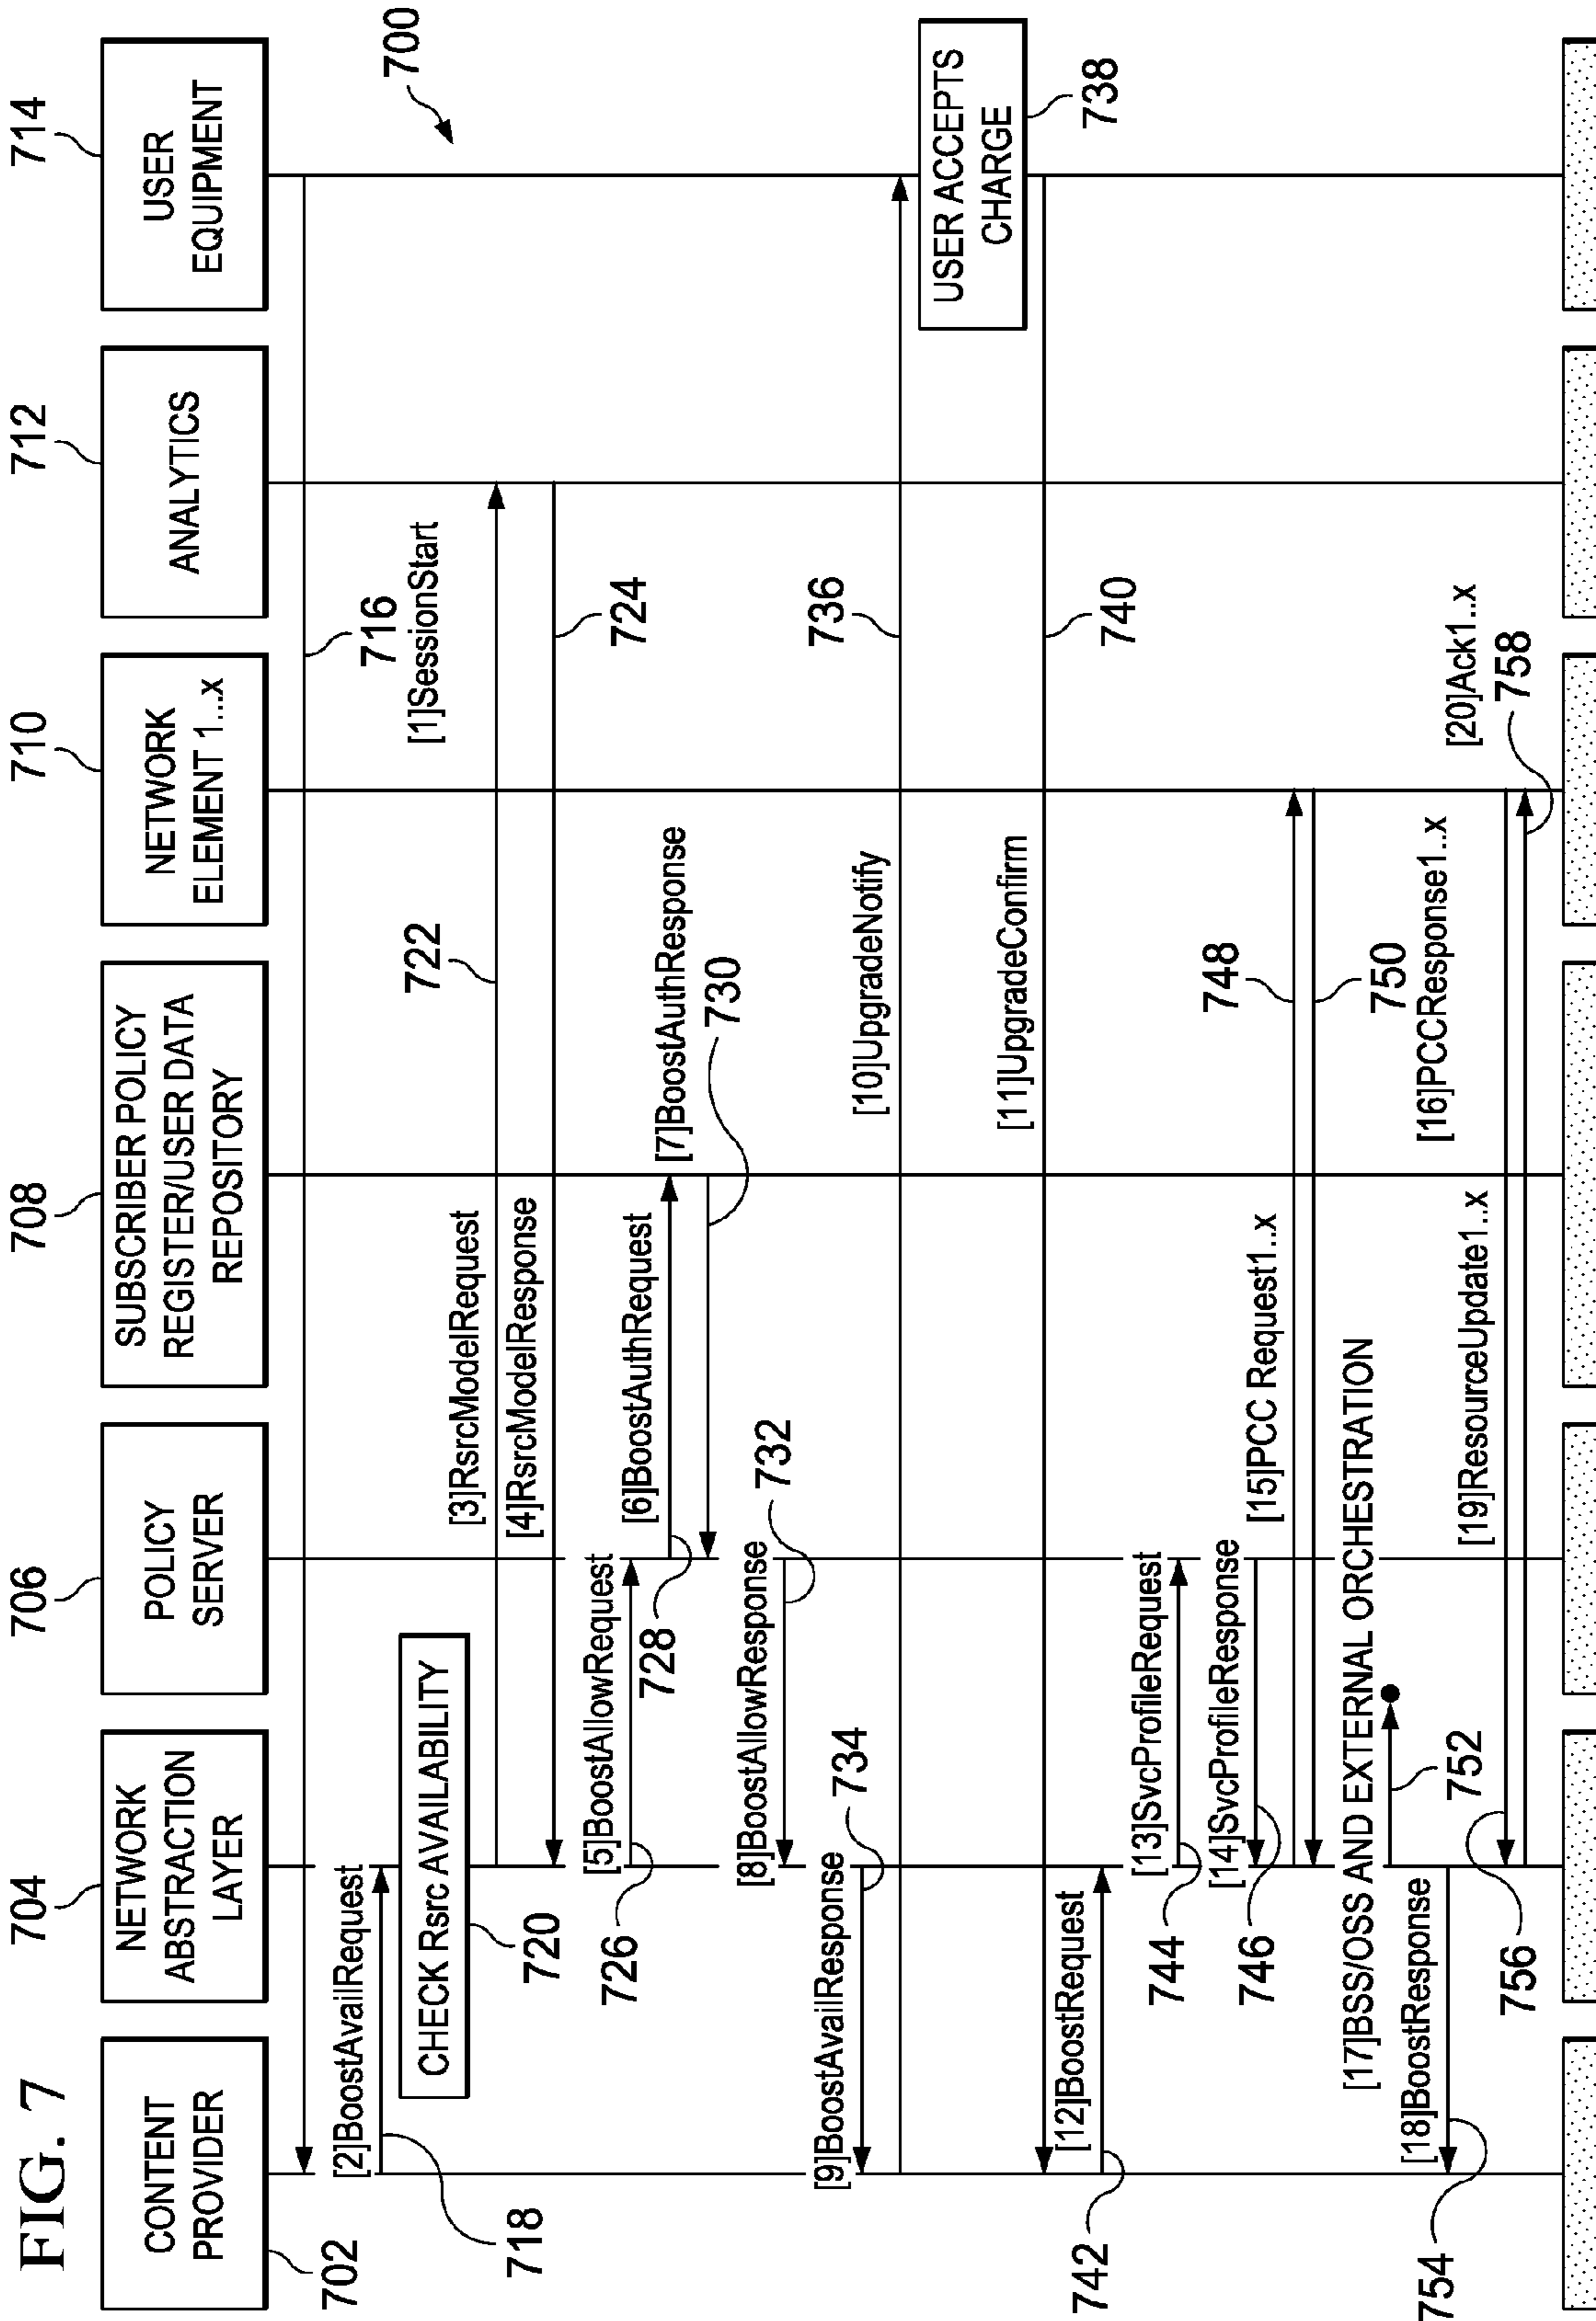 FIG. 7
702
CONTENT
PROVIDER
704
NETWORK
ABSTRACTION
LAYER
706
POLICY
SERVER
708
SUBSCRIBER POLICY
REGISTER/USER DATA
REPOSITORY
710
NETWORK
ELEMENT 1...x
712
ANALYTICS
714
USER
EQUIPMENT
700
716
[1]SessionStart
[2]BoostAvailRequest
718
CHECK Rsrc AVAILABILITY
720
722
[3]RsrcModelRequest
[4]RsrcModelResponse
724
[5]BoostAllowRequest
726
[6]BoostAuthRequest
728
[7]BoostAuthResponse
730
[8]BoostAllowResponse
732
[9]BoostAvailResponse
734
[10]UpgradeNotify
736
USER ACCEPTS
CHARGE
738
[11]UpgradeConfirm
740
[12]BoostRequest
742
[13]SvcProfileRequest
744
[14]SvcProfileResponse
746
[15]PCC Request1..x
748
750
[16]PCCResponse1..x
[17]BSS/OSS AND EXTERNAL ORCHESTRATION
752
[18]BoostResponse
754
[19]ResourceUpdate1..x
756
[20]Ack1..x
758